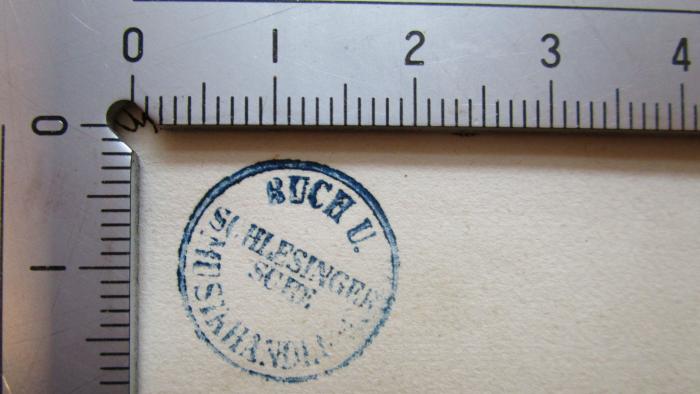 0 1 2 3 4
0
1
BUCH U.
SCHLESINGER
SCHE
MUSIKHANDLUNG